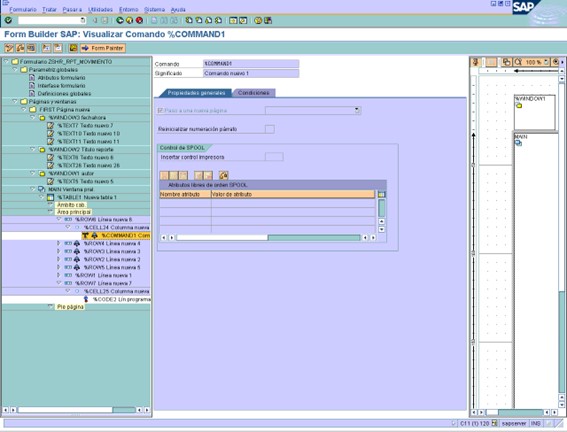 Formulario Tratar Pasar a Utilidades Entorno Sistema Ayuda
SAP
Form Builder SAP: Visualizar Comando %COMMAND1
Form Painter
Formulario ZSHR_RPT_MOVIMIENTO
Parametriz.globales
Atributos formulario
Interfase formulario
Definiciones globales
Páginas y ventanas
FIRST Página nueva
%WINDOW3 fecha/hora
%TEXT7 Texto nuevo 7
%TEXT10 Texto nuevo 10
%TEXT11 Texto nuevo 11
%WINDOW2 Titulo reporte
%TEXT6 Texto nuevo 6
%TEXT26 Texto nuevo 26
%WINDOW1 autor
%TEXT5 Texto nuevo 5
MAIN Ventana pral.
%TABLE1 Nueva tabla 1
Ámbito cab.
Área principal
%ROW6 Línea nueva 6
%CELL24 Columna nueva
%COMMAND1 Com
%ROW4 Línea nueva 4
%ROW3 Línea nueva 3
%ROW2 Línea nueva 2
%ROW5 Línea nueva 5
%ROW1 Línea nueva 1
%ROW7 Línea nueva 7
%CELL25 Columna nueva
%CODE2 Lín programa
Pie página
Comando %COMMAND1
Significado Comando nuevo 1
Propiedades generales Condiciones
Paso a una nueva página
Reinicializar numeración párrafo
Control de SPOOL
Insertar control impresora
Atributos libres de orden SPOOL
Nombre atributo Valor de atributo
100 %
%WINDOW1
MAIN
C11 (1) 120 sapserver INS